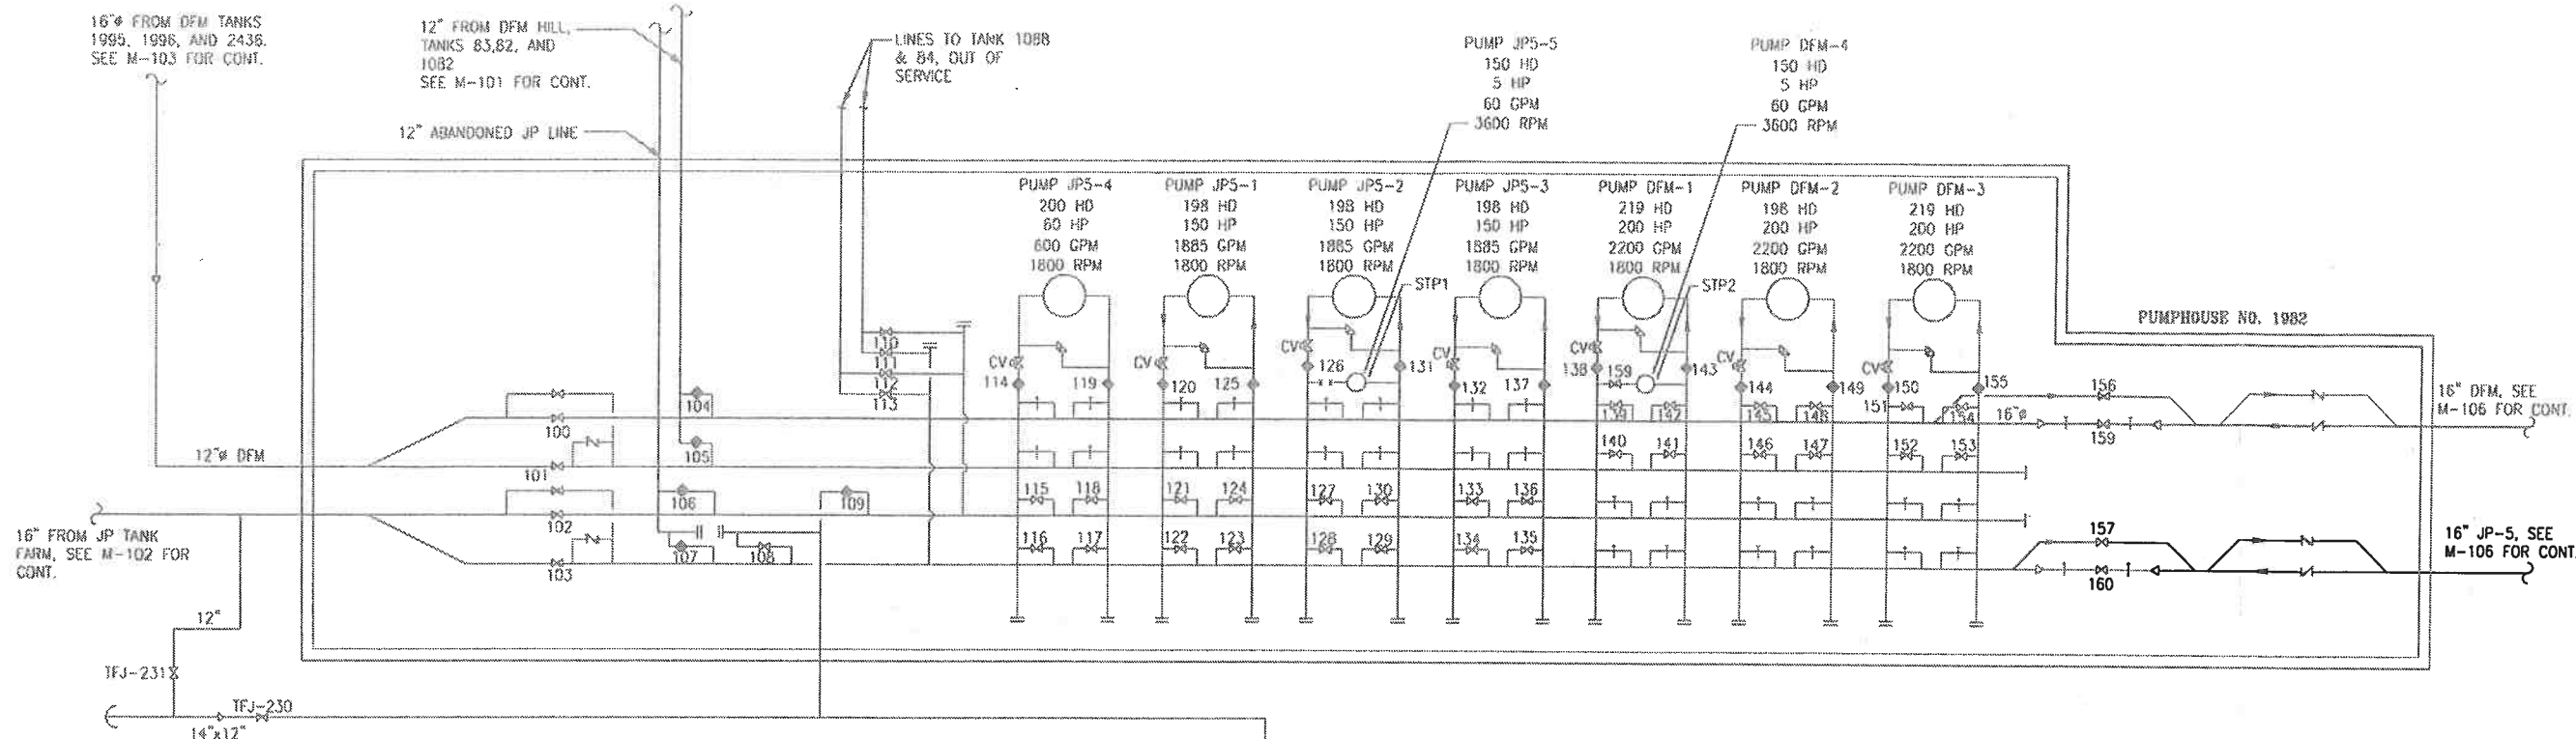 16"ø FROM DFM TANKS
1995, 1996, AND 2436.
SEE M-103 FOR CONT.
12" FROM DFM HILL,
TANKS 83,82, AND
1082
SEE M-101 FOR CONT.
12" ABANDONED JP LINE
LINES TO TANK 1088
& 84, OUT OF
SERVICE
PUMP JP5-5
150 HD
5 HP
60 GPM
3600 RPM
PUMP DFM-4
150 HD
5 HP
60 GPM
3600 RPM
PUMP JP5-4
200 HD
60 HP
600 GPM
1800 RPM
PUMP JP5-1
198 HD
150 HP
1885 GPM
1800 RPM
PUMP JP5-2
198 HD
150 HP
1885 GPM
1800 RPM
PUMP JP5-3
198 HD
150 HP
1885 GPM
1800 RPM
PUMP DFM-1
219 HD
200 HP
2200 GPM
1800 RPM
PUMP DFM-2
198 HD
200 HP
2200 GPM
1800 RPM
PUMP DFM-3
219 HD
200 HP
2200 GPM
1800 RPM
STP1
STP2
PUMPHOUSE NO. 1982
110
111
112
113
CV
114
119
CV
120
125
CV
126
131
CV
132
137
CV
138
159
143
CV
144
149
CV
150
155
104
100
105
12"ø DFM
101
106
109
102
107
108
103
139
142
145
148
151
154
16"ø
156
159
16" DFM, SEE
M-106 FOR CONT.
140
141
146
147
152
153
115
118
121
124
127
130
133
136
116
117
122
123
128
129
134
135
157
160
16" JP-5, SEE
M-106 FOR CONT.
16" FROM JP TANK
FARM, SEE M-102 FOR
CONT.
12"
TFJ-231
TFJ-230
14"x12"